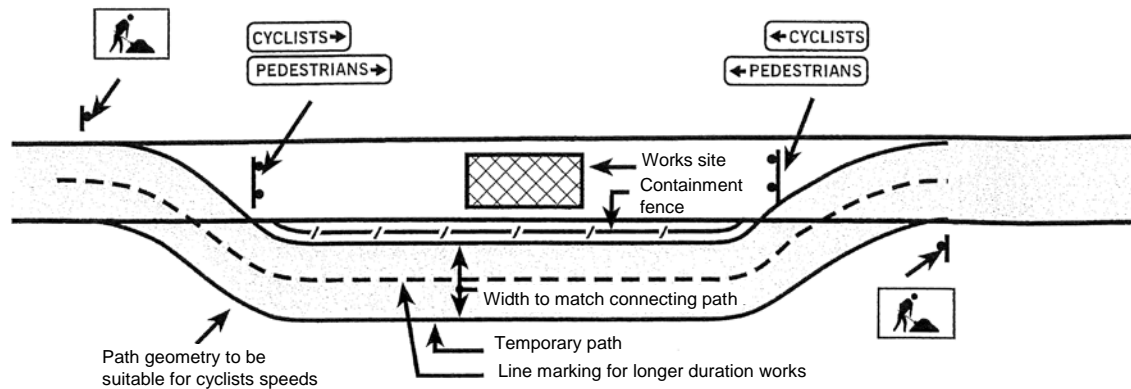 CYCLISTS→
PEDESTRIANS→
←CYCLISTS
←PEDESTRIANS
Works site
Containment
fence
Width to match connecting path
Path geometry to be
suitable for cyclists speeds
Temporary path
Line marking for longer duration works